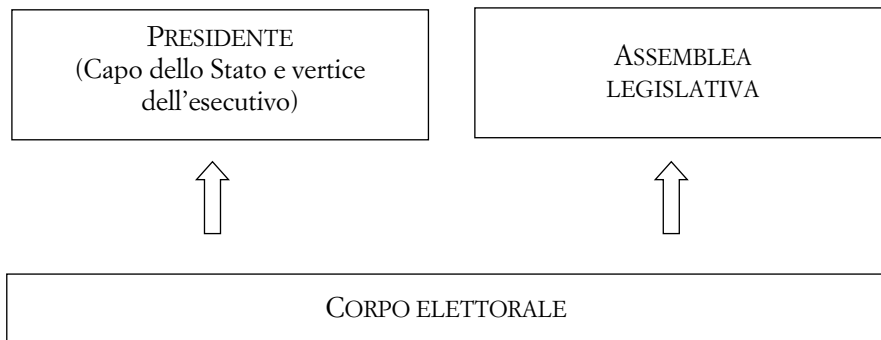 PRESIDENTE
(Capo dello Stato e vertice
dell’esecutivo)
ASSEMBLEA
LEGISLATIVA
CORPO ELETTORALE